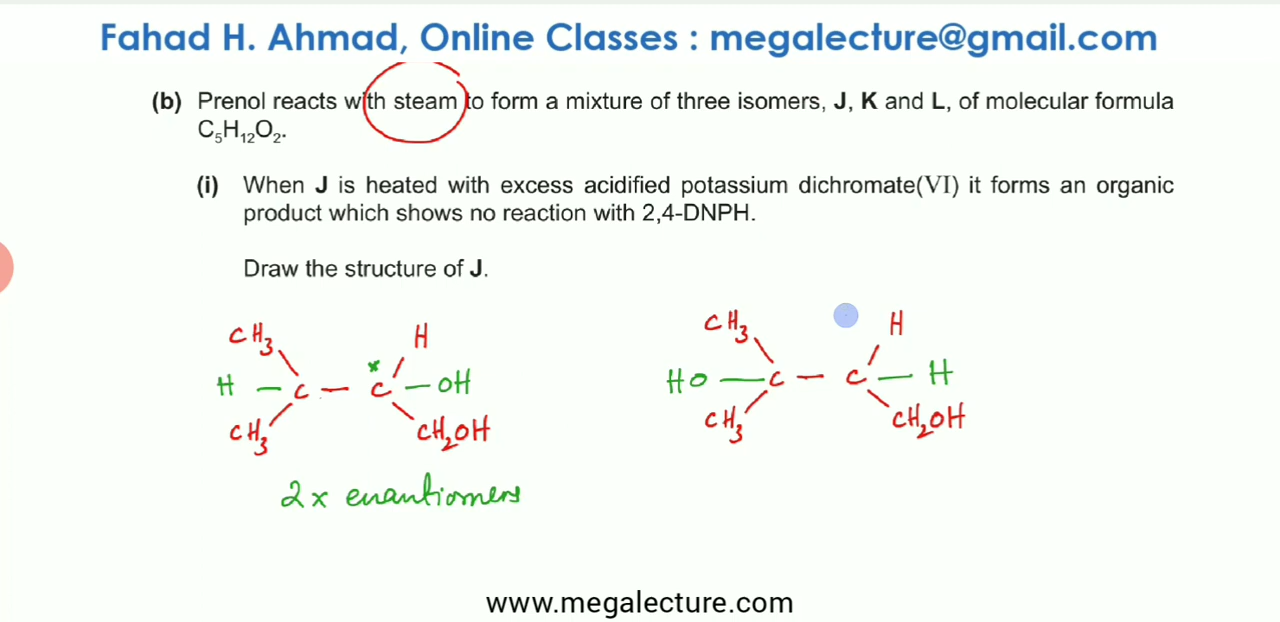 Fahad H. Ahmad, Online Classes : megalecture@gmail.com
(b) Prenol reacts with steam to form a mixture of three isomers, J, K and L, of molecular formula
C₅H₁₂O₂.
(i) When J is heated with excess acidified potassium dichromate(VI) it forms an organic
product which shows no reaction with 2,4-DNPH.
Draw the structure of J.
CH₃ H
H – C – C* – OH
CH₃ CH₂OH
2x enantiomers
CH₃ H
HO – C – C – H
CH₃ CH₂OH
www.megalecture.com